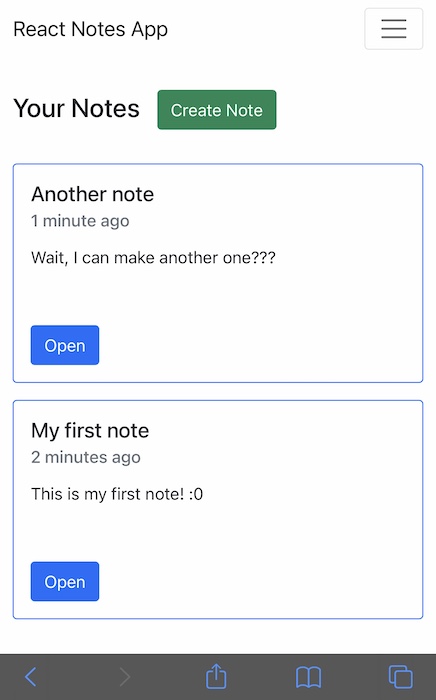 React Notes App
Your Notes
Create Note
Another note
1 minute ago
Wait, I can make another one???
Open
My first note
2 minutes ago
This is my first note! :0
Open